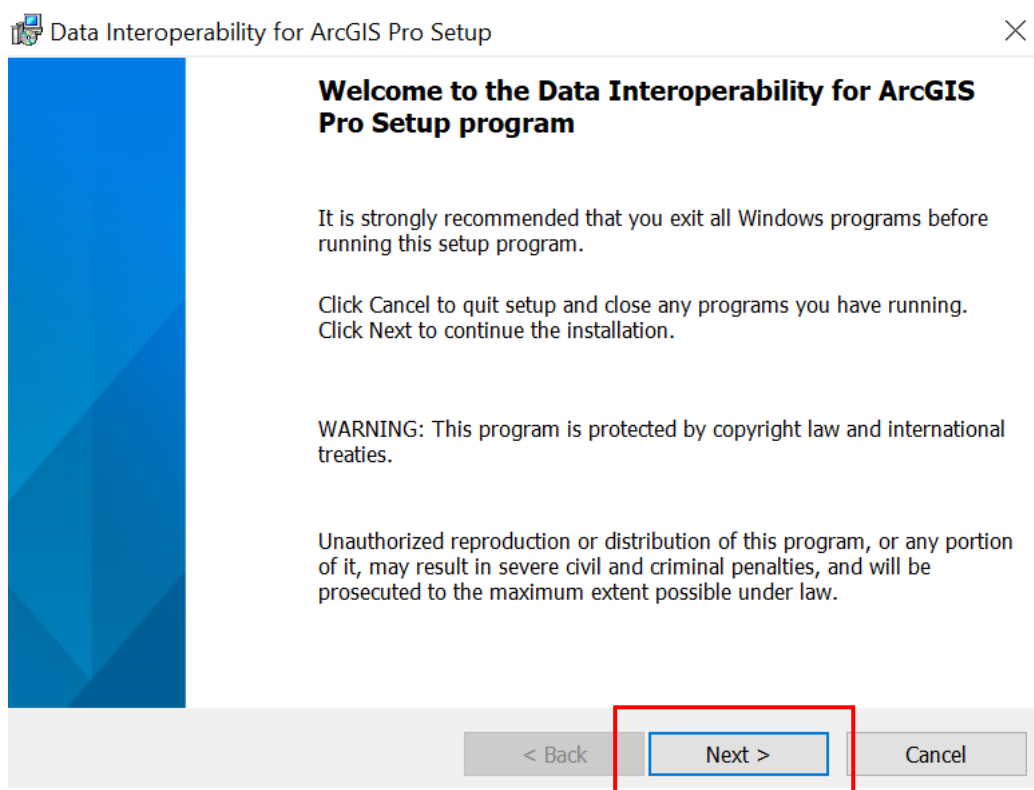 Data Interoperability for ArcGIS Pro Setup
Welcome to the Data Interoperability for ArcGIS
Pro Setup program
It is strongly recommended that you exit all Windows programs before
running this setup program.
Click Cancel to quit setup and close any programs you have running.
Click Next to continue the installation.
WARNING: This program is protected by copyright law and international
treaties.
Unauthorized reproduction or distribution of this program, or any portion
of it, may result in severe civil and criminal penalties, and will be
prosecuted to the maximum extent possible under law.
< Back Next > Cancel